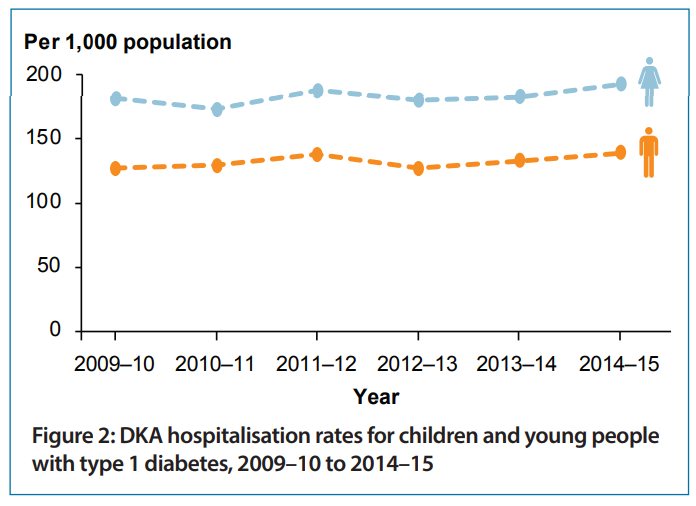 Per 1,000 population
200
150
100
50
0
2009–10 2010–11 2011–12 2012–13 2013–14 2014–15
Year
Figure 2: DKA hospitalisation rates for children and young people
with type 1 diabetes, 2009–10 to 2014–15